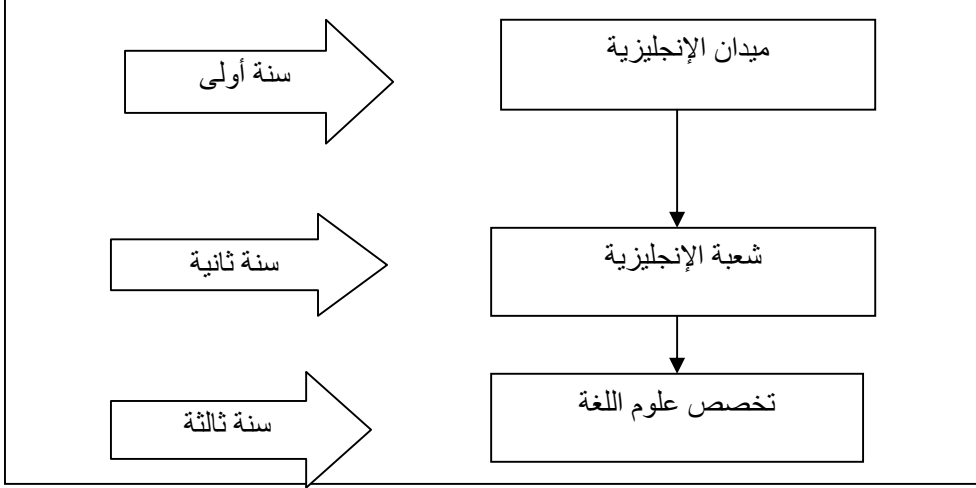 ميدان الإنجليزية
سنة أولى
شعبة الإنجليزية
سنة ثانية
تخصص علوم اللغة
سنة ثالثة